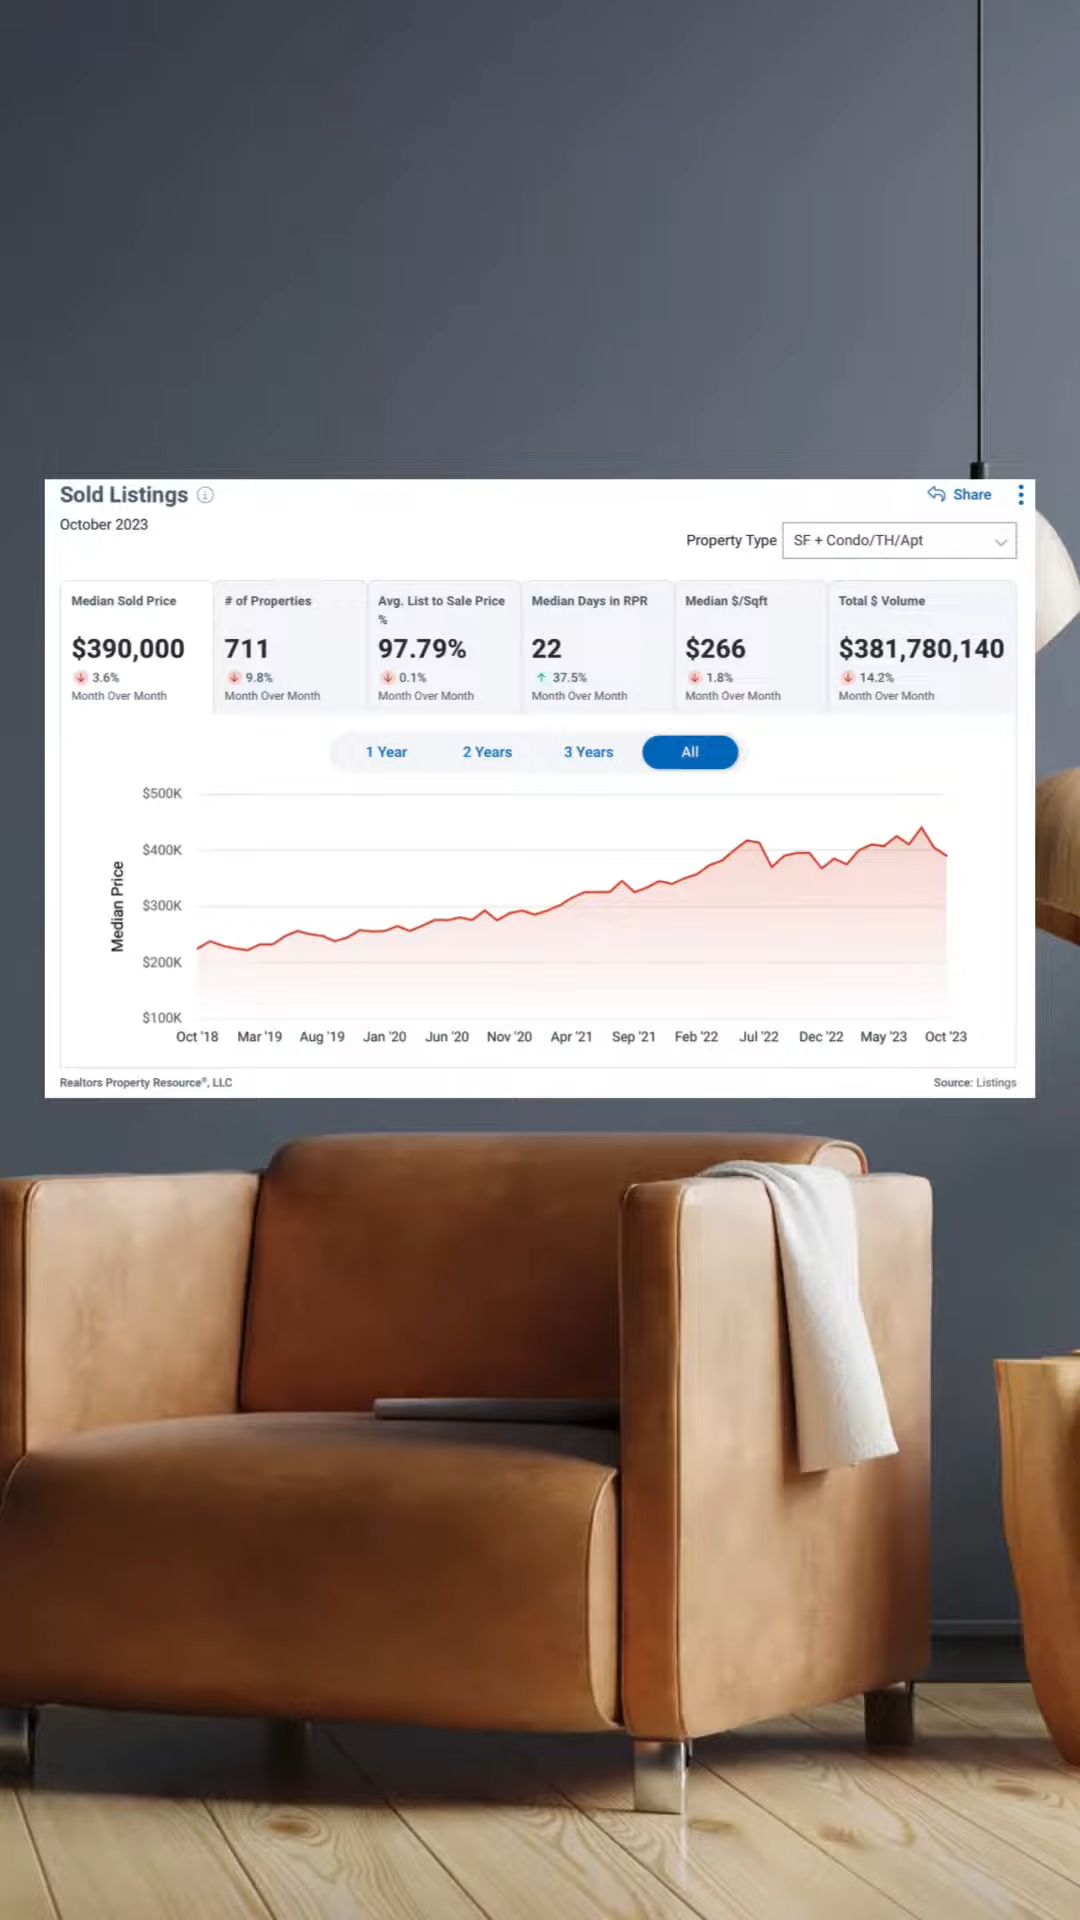 Sold Listings
Share
October 2023
Property Type SF + Condo/TH/Apt
Median Sold Price
$390,000
3.6%
Month Over Month
# of Properties
711
9.8%
Month Over Month
Avg. List to Sale Price
%
97.79%
0.1%
Month Over Month
Median Days in RPR
22
37.5%
Month Over Month
Median $/Sqft
$266
1.8%
Month Over Month
Total $ Volume
$381,780,140
14.2%
Month Over Month
1 Year 2 Years 3 Years All
Median Price
$500K
$400K
$300K
$200K
$100K
Oct '18 Mar '19 Aug '19 Jan '20 Jun '20 Nov '20 Apr '21 Sep '21 Feb '22 Jul '22 Dec '22 May '23 Oct '23
Realtors Property Resource®, LLC
Source: Listings